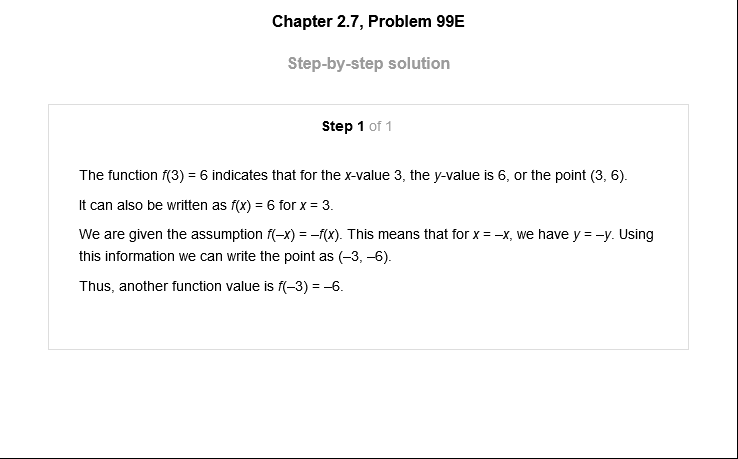 Chapter 2.7, Problem 99E
Step-by-step solution
Step 1 of 1
The function f(3) = 6 indicates that for the x-value 3, the y-value is 6, or the point (3, 6).
It can also be written as f(x) = 6 for x = 3.
We are given the assumption f(–x) = –f(x). This means that for x = –x, we have y = –y. Using
this information we can write the point as (–3, –6).
Thus, another function value is f(–3) = –6.